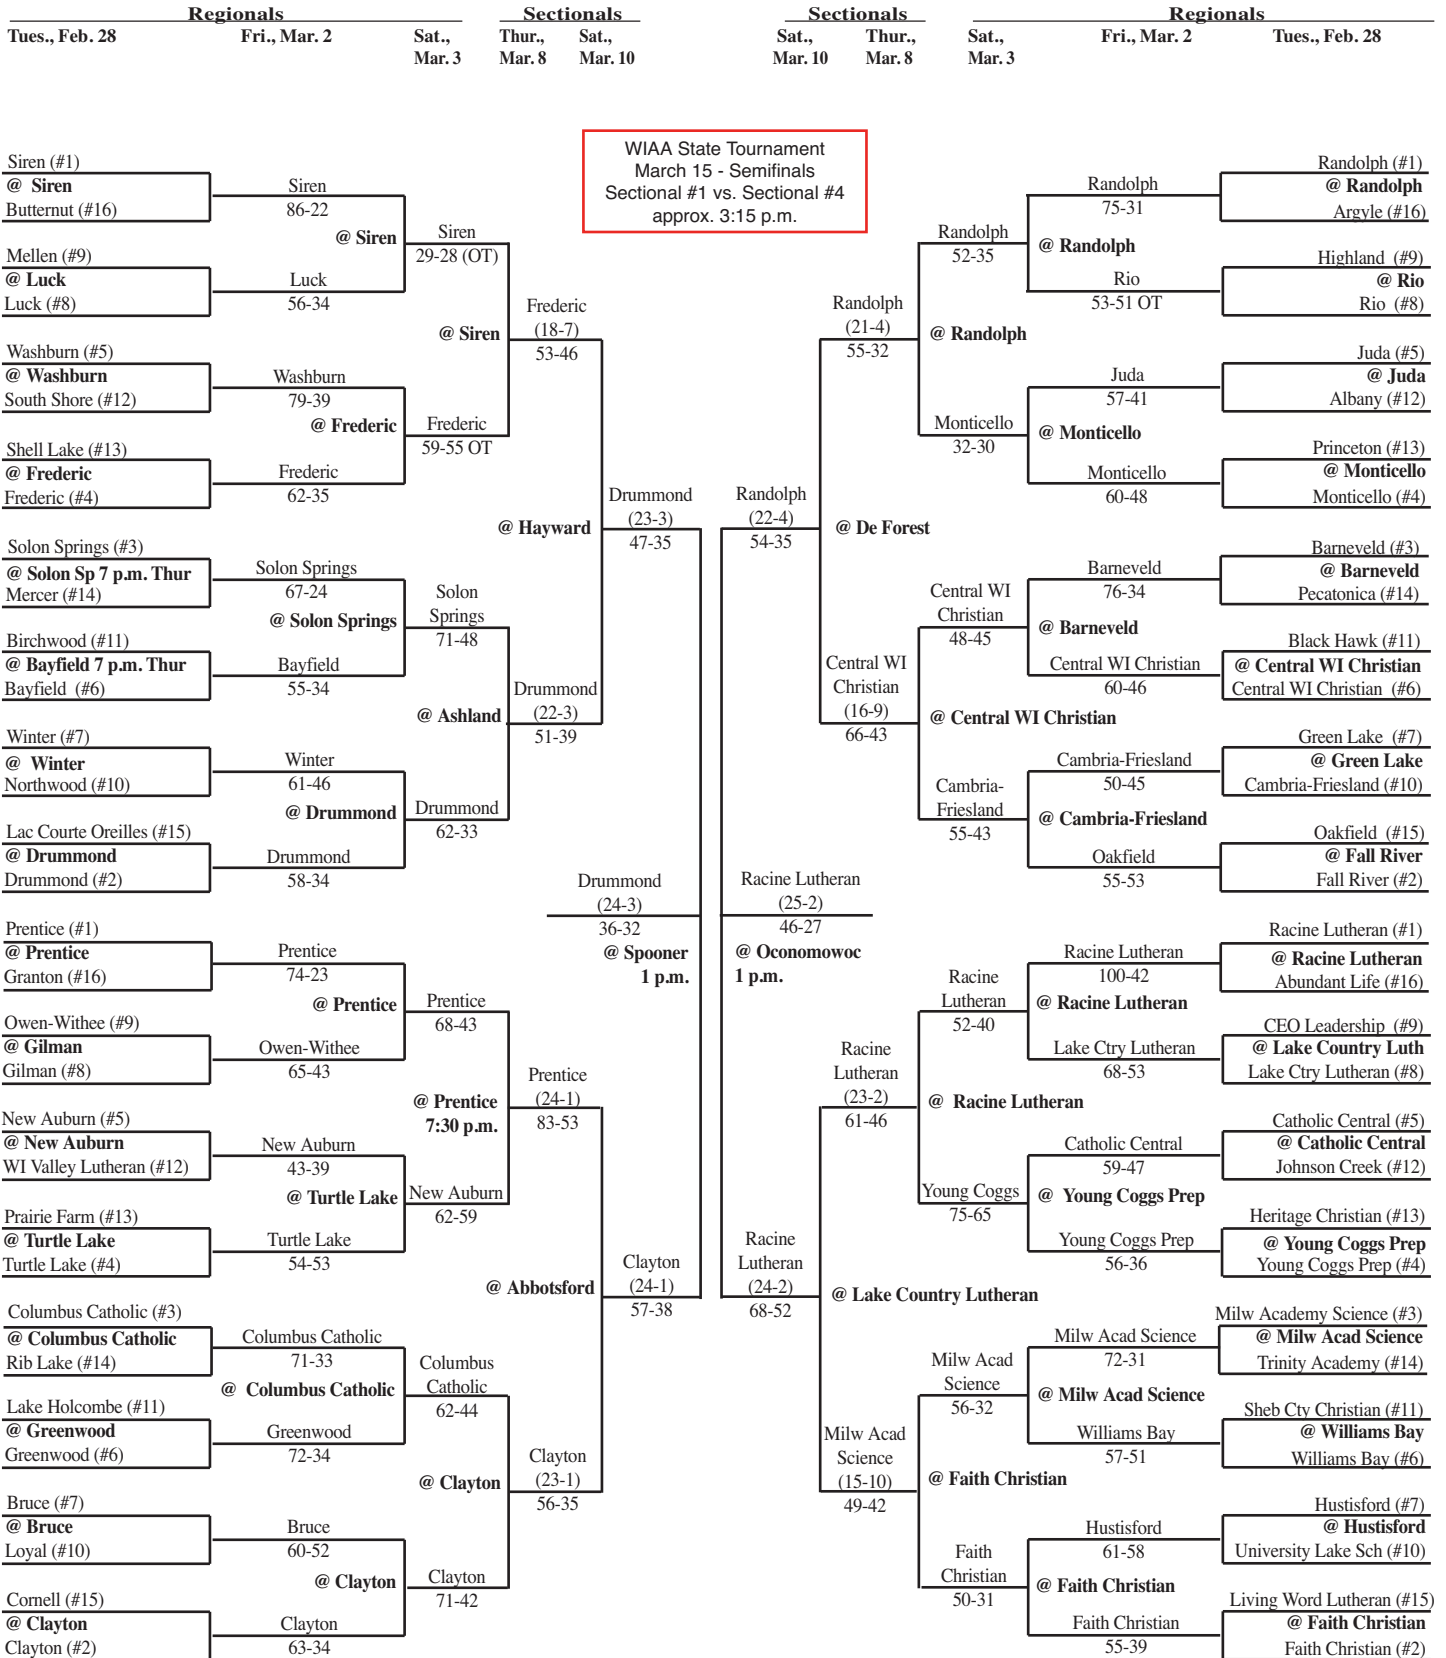 Regionals
Sectionals
Sectionals
Regionals
Tues., Feb. 28
Fri., Mar. 2
Sat.,
Mar. 3
Thur.,
Mar. 8
Sat.,
Mar. 10
Sat.,
Mar. 10
Thur.,
Mar. 8
Sat.,
Mar. 3
Fri., Mar. 2
Tues., Feb. 28
WIAA State Tournament
March 15 - Semifinals
Sectional #1 vs. Sectional #4
approx. 3:15 p.m.
Siren (#1)
@ Siren
Butternut (#16)
Mellen (#9)
@ Luck
Luck (#8)
Washburn (#5)
@ Washburn
South Shore (#12)
Shell Lake (#13)
@ Frederic
Frederic (#4)
Solon Springs (#3)
@ Solon Sp 7 p.m. Thur
Mercer (#14)
Birchwood (#11)
@ Bayfield 7 p.m. Thur
Bayfield (#6)
Winter (#7)
@ Winter
Northwood (#10)
Lac Courte Oreilles (#15)
@ Drummond
Drummond (#2)
Prentice (#1)
@ Prentice
Granton (#16)
Owen-Withee (#9)
@ Gilman
Gilman (#8)
New Auburn (#5)
@ New Auburn
WI Valley Lutheran (#12)
Prairie Farm (#13)
@ Turtle Lake
Turtle Lake (#4)
Columbus Catholic (#3)
@ Columbus Catholic
Rib Lake (#14)
Lake Holcombe (#11)
@ Greenwood
Greenwood (#6)
Bruce (#7)
@ Bruce
Loyal (#10)
Cornell (#15)
@ Clayton
Clayton (#2)
Siren
86-22
@ Siren
Luck
56-34
Washburn
79-39
@ Frederic
Frederic
62-35
Solon Springs
67-24
@ Solon Springs
Bayfield
55-34
Winter
61-46
@ Drummond
Drummond
58-34
Prentice
74-23
@ Prentice
Owen-Withee
65-43
New Auburn
43-39
@ Turtle Lake
Turtle Lake
54-53
Columbus Catholic
71-33
@ Columbus Catholic
Greenwood
72-34
Bruce
60-52
@ Clayton
Clayton
63-34
Siren
29-28 (OT)
@ Siren
Frederic
59-55 OT
Solon
Springs
71-48
@ Ashland
Drummond
62-33
Prentice
68-43
@ Prentice
7:30 p.m.
New Auburn
62-59
Columbus
Catholic
62-44
@ Clayton
Clayton
71-42
Frederic
(18-7)
53-46
@ Hayward
Drummond
(22-3)
51-39
Prentice
(24-1)
83-53
@ Abbotsford
Clayton
(23-1)
56-35
Drummond
(23-3)
47-35
Drummond
(24-3)
36-32
@ Spooner
1 p.m.
Clayton
(24-1)
57-38
Randolph
(22-4)
54-35
Racine Lutheran
(25-2)
46-27
@ Oconomowoc
1 p.m.
Racine
Lutheran
(24-2)
68-52
Randolph
(21-4)
55-32
@ De Forest
Central WI
Christian
(16-9)
66-43
Racine
Lutheran
(23-2)
61-46
@ Lake Country Lutheran
Milw Acad
Science
(15-10)
49-42
Randolph
52-35
@ Randolph
Monticello
32-30
Central WI
Christian
48-45
@ Central WI Christian
Cambria-
Friesland
55-43
Racine
Lutheran
52-40
@ Racine Lutheran
Young Coggs
75-65
Milw Acad
Science
56-32
@ Faith Christian
Faith
Christian
50-31
Randolph
75-31
@ Randolph
Rio
53-51 OT
Juda
57-41
@ Monticello
Monticello
60-48
Barneveld
76-34
@ Barneveld
Central WI Christian
60-46
Cambria-Friesland
50-45
@ Cambria-Friesland
Oakfield
55-53
Racine Lutheran
100-42
@ Racine Lutheran
Lake Ctry Lutheran
68-53
Catholic Central
59-47
@ Young Coggs Prep
Young Coggs Prep
56-36
Milw Acad Science
72-31
@ Milw Acad Science
Williams Bay
57-51
Hustisford
61-58
@ Faith Christian
Faith Christian
55-39
Randolph (#1)
@ Randolph
Argyle (#16)
Highland (#9)
@ Rio
Rio (#8)
Juda (#5)
@ Juda
Albany (#12)
Princeton (#13)
@ Monticello
Monticello (#4)
Barneveld (#3)
@ Barneveld
Pecatonica (#14)
Black Hawk (#11)
@ Central WI Christian
Central WI Christian (#6)
Green Lake (#7)
@ Green Lake
Cambria-Friesland (#10)
Oakfield (#15)
@ Fall River
Fall River (#2)
Racine Lutheran (#1)
@ Racine Lutheran
Abundant Life (#16)
CEO Leadership (#9)
@ Lake Country Luth
Lake Ctry Lutheran (#8)
Catholic Central (#5)
@ Catholic Central
Johnson Creek (#12)
Heritage Christian (#13)
@ Young Coggs Prep
Young Coggs Prep (#4)
Milw Academy Science (#3)
@ Milw Acad Science
Trinity Academy (#14)
Sheb Cty Christian (#11)
@ Williams Bay
Williams Bay (#6)
Hustisford (#7)
@ Hustisford
University Lake Sch (#10)
Living Word Lutheran (#15)
@ Faith Christian
Faith Christian (#2)